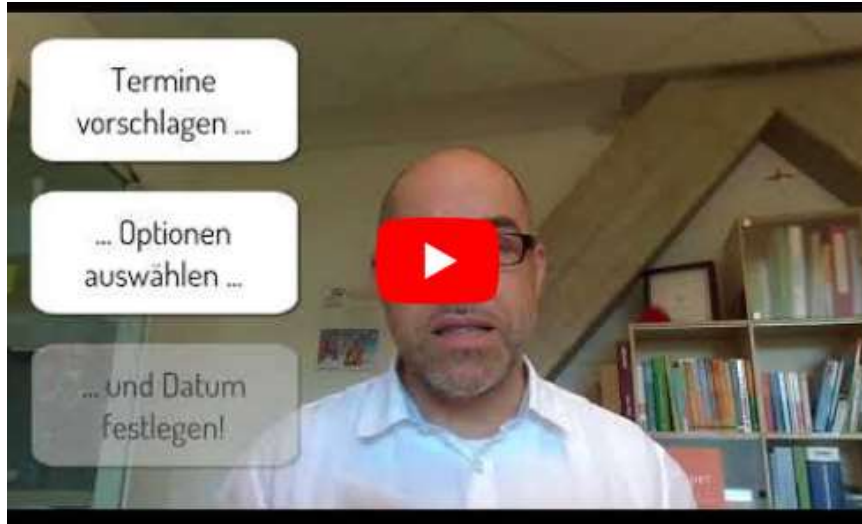 Termine
vorschlagen ...
... Optionen
auswählen ...
... und Datum
festlegen!